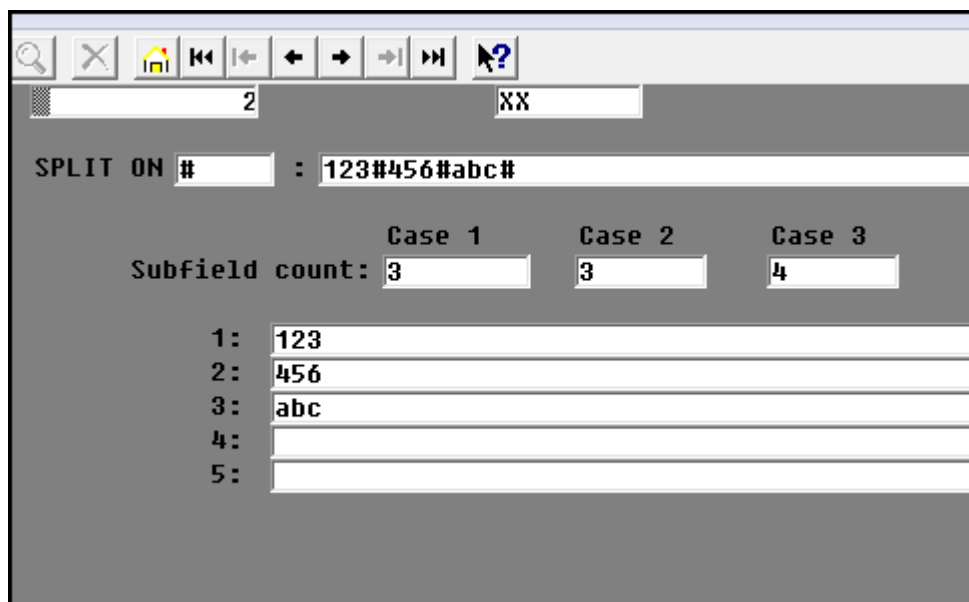 2 XX
SPLIT ON # : 123#456#abc#
Case 1 Case 2 Case 3
Subfield count: 3 3 4
1: 123
2: 456
3: abc
4:
5: